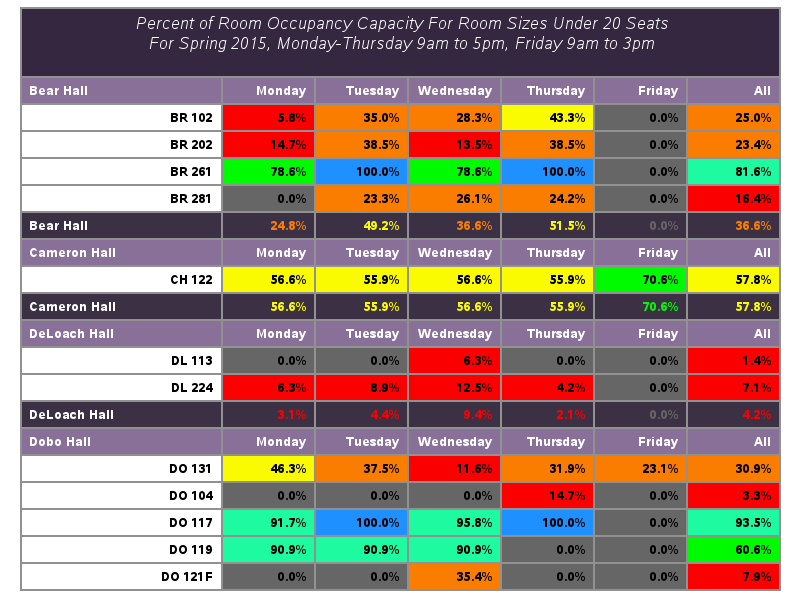 Percent of Room Occupancy Capacity For Room Sizes Under 20 Seats
For Spring 2015, Monday-Thursday 9am to 5pm, Friday 9am to 3pm
Bear Hall Monday Tuesday Wednesday Thursday Friday All
BR 102 5.8% 35.0% 28.3% 43.3% 0.0% 25.0%
BR 202 14.7% 38.5% 13.5% 38.5% 0.0% 23.4%
BR 261 78.6% 100.0% 78.6% 100.0% 0.0% 81.6%
BR 281 0.0% 23.3% 26.1% 24.2% 0.0% 16.4%
Bear Hall 24.8% 49.2% 36.6% 51.5% 0.0% 36.6%
Cameron Hall Monday Tuesday Wednesday Thursday Friday All
CH 122 56.6% 55.9% 56.6% 55.9% 70.6% 57.8%
Cameron Hall 56.6% 55.9% 56.6% 55.9% 70.6% 57.8%
DeLoach Hall Monday Tuesday Wednesday Thursday Friday All
DL 113 0.0% 0.0% 6.3% 0.0% 0.0% 1.4%
DL 224 6.3% 8.9% 12.5% 4.2% 0.0% 7.1%
DeLoach Hall 3.1% 4.4% 9.4% 2.1% 0.0% 4.2%
Dobo Hall Monday Tuesday Wednesday Thursday Friday All
DO 131 46.3% 37.5% 11.6% 31.9% 23.1% 30.9%
DO 104 0.0% 0.0% 0.0% 14.7% 0.0% 3.3%
DO 117 91.7% 100.0% 95.8% 100.0% 0.0% 93.5%
DO 119 90.9% 90.9% 90.9% 0.0% 0.0% 60.6%
DO 121F 0.0% 0.0% 35.4% 0.0% 0.0% 7.9%